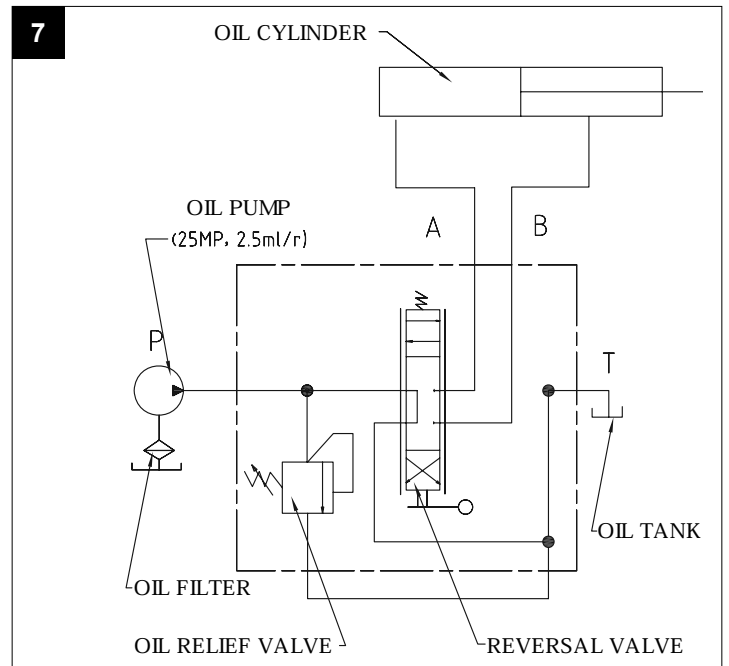 7
OIL CYLINDER
OIL PUMP
(25MP, 2.5ml/r)
A
B
P
T
OIL TANK
OIL FILTER
OIL RELIEF VALVE
REVERSAL VALVE